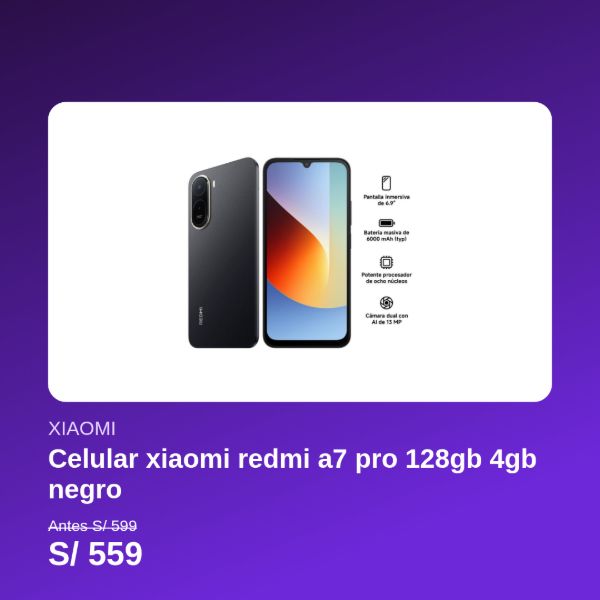 Pantalla inmersiva
de 6.9"
Batería masiva de
6000 mAh (typ)
Potente procesador
de ocho núcleos
Cámara dual con
AI de 13 MP
REDMI
XIAOMI
Celular xiaomi redmi a7 pro 128gb 4gb
negro
Antes S/ 599
S/ 559